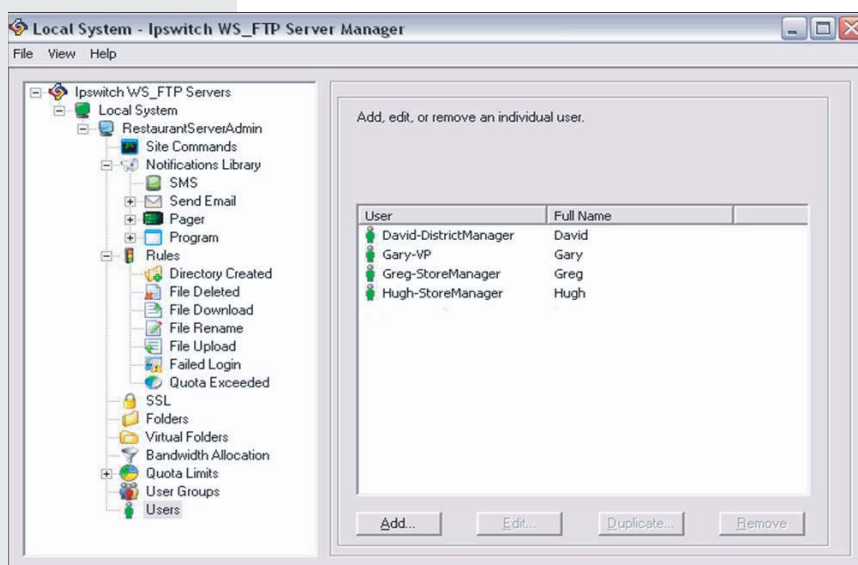 Local System - Ipswitch WS_FTP Server Manager
File View Help
Ipswitch WS_FTP Servers
Local System
RestaurantServerAdmin
Site Commands
Notifications Library
SMS
Send Email
Pager
Program
Rules
Directory Created
File Deleted
File Download
File Rename
File Upload
Failed Login
Quota Exceeded
SSL
Folders
Virtual Folders
Bandwidth Allocation
Quota Limits
User Groups
Users
Add, edit, or remove an individual user.
User Full Name
David-DistrictManager David
Gary-VP Gary
Greg-StoreManager Greg
Hugh-StoreManager Hugh
Add... Edit... Duplicate... Remove